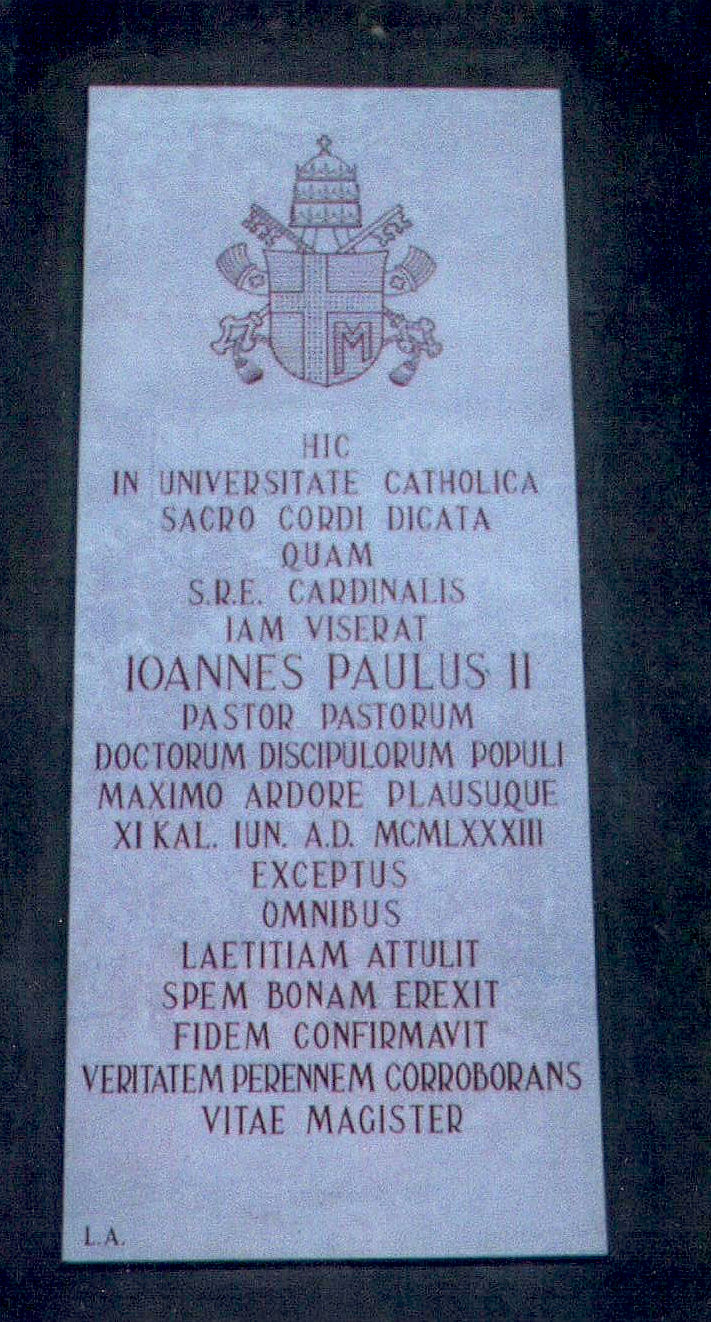 M
HIC
IN UNIVERSITATE CATHOLICA
SACRO CORDI DICATA
QUAM
S.R.E. CARDINALIS
IAM VISERAT
IOANNES PAULUS II
PASTOR PASTORUM
DOCTORUM DISCIPULORUM POPULI
MAXIMO ARDORE PLAUSUQUE
XI KAL. IUN. A.D. MCMLXXXIII
EXCEPTUS
OMNIBUS
LAETITIAM ATTULIT
SPEM BONAM EREXIT
FIDEM CONFIRMAVIT
VERITATEM PERENNEM CORROBORANS
VITAE MAGISTER
L.A.